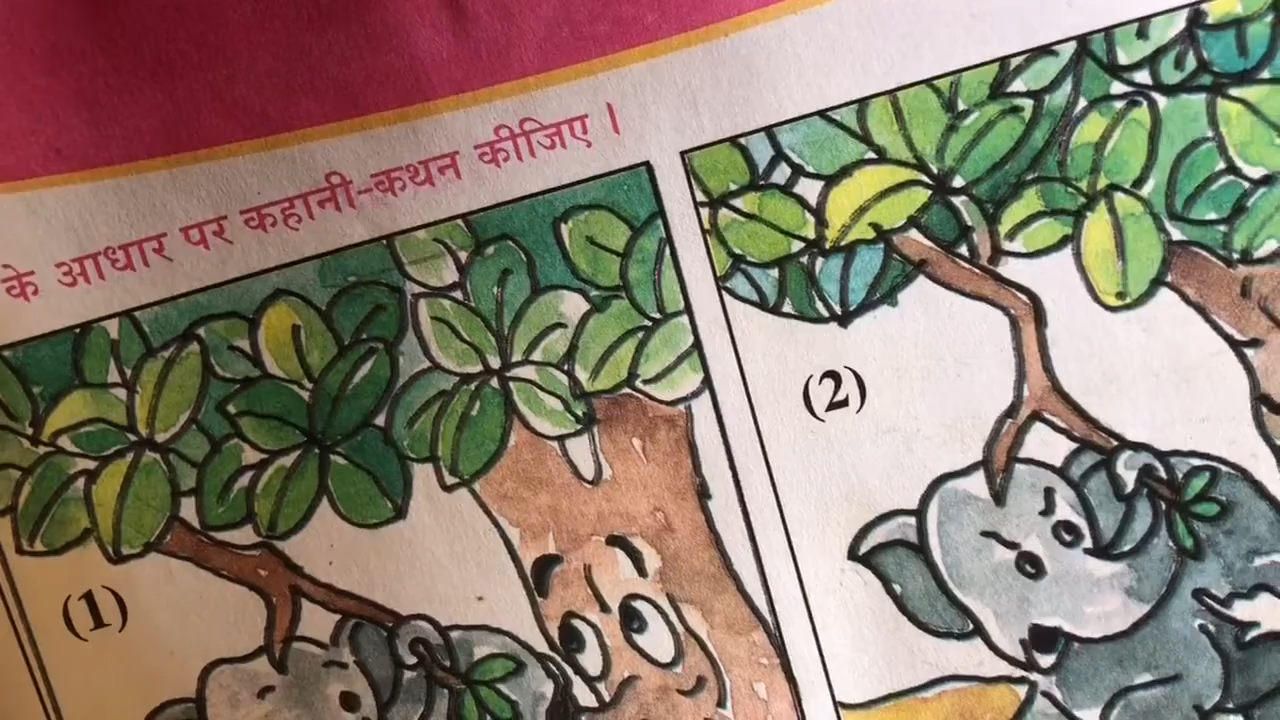 के आधार पर कहानी-कथन कीजिए ।
(1)
(2)